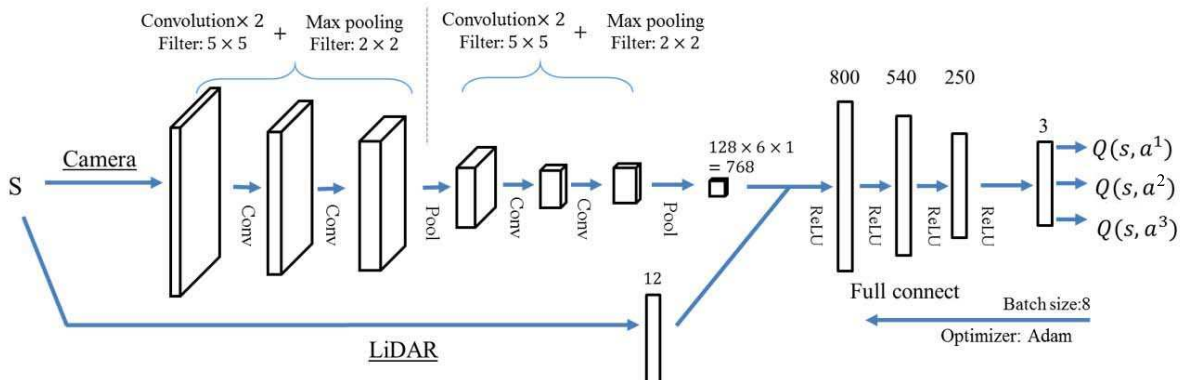 Convolution× 2
Filter: 5 × 5
+
Max pooling
Filter: 2 × 2
Convolution× 2
Filter: 5 × 5
+
Max pooling
Filter: 2 × 2
S
Camera
Conv
Conv
Pool
Conv
Conv
Pool
128 × 6 × 1
= 768
12
LiDAR
800
540
250
3
ReLU
ReLU
ReLU
ReLU
Q(s, a¹)
Q(s, a²)
Q(s, a³)
Full connect
Batch size:8
Optimizer: Adam